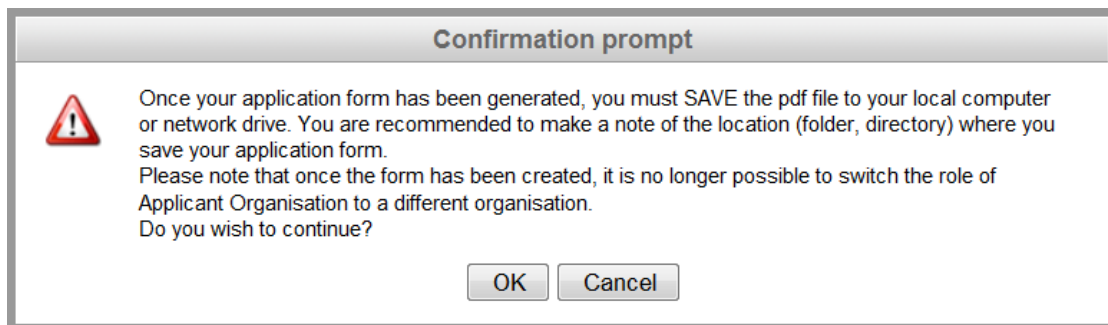 Confirmation prompt
Once your application form has been generated, you must SAVE the pdf file to your local computer
or network drive. You are recommended to make a note of the location (folder, directory) where you
save your application form.
Please note that once the form has been created, it is no longer possible to switch the role of
Applicant Organisation to a different organisation.
Do you wish to continue?
OK Cancel